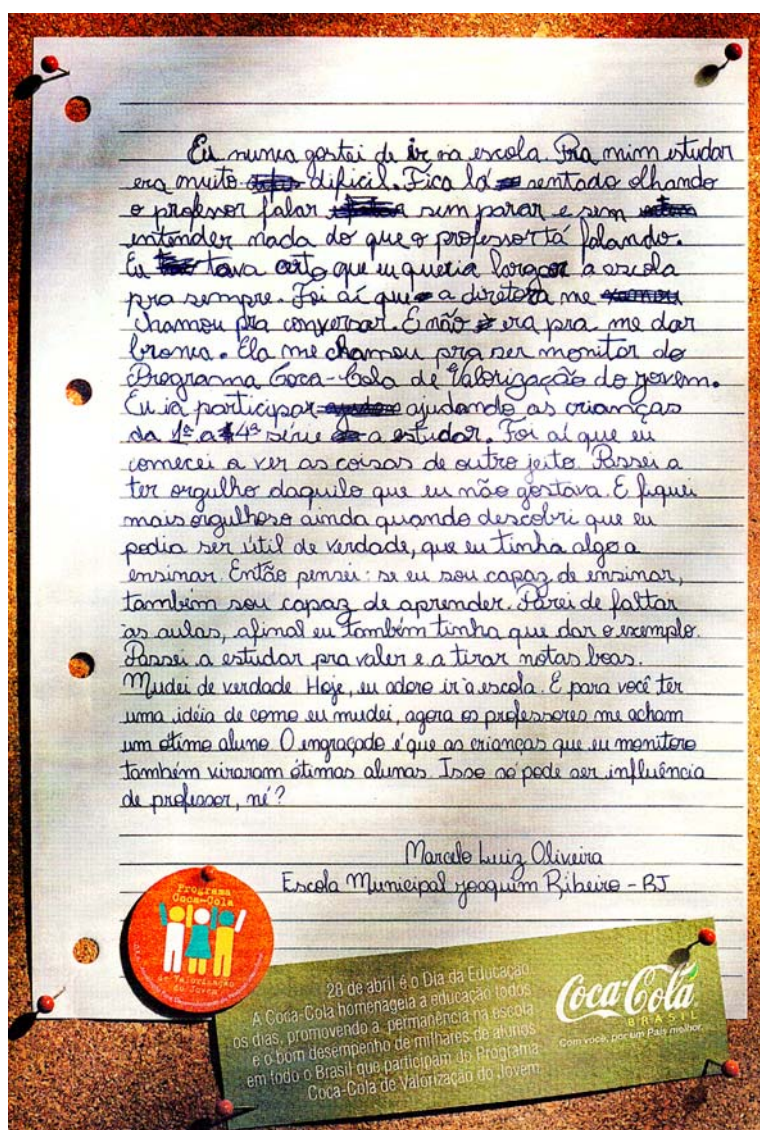 Eu nunca gostei de ir na escola. Pra mim estudar
era muito difícil. Fica lá sentado olhando
o professor falar sem parar e sem
entender nada do que o professor tá falando.
Eu tava certo que eu queria largar a escola
pra sempre. Foi aí que a diretora me
chamou pra conversar. E não era pra me dar
bronca. Ela me chamou pra ser monitor do
Programa Coca-Cola de Valorização do jovem.
Eu ia participar ajudando as crianças
da 1ª a 4ª série a estudar. Foi aí que eu
comecei a ver as coisas de outro jeito. Passei a
ter orgulho daquilo que eu não gostava. E fiquei
mais orgulhoso ainda quando descobri que eu
podia ser útil de verdade, que eu tinha algo a
ensinar. Então pensei: se eu sou capaz de ensinar,
também sou capaz de aprender. Parei de faltar
às aulas, afinal eu também tinha que dar o exemplo.
Passei a estudar pra valer e a tirar notas boas.
Mudei de verdade. Hoje, eu adoro ir à escola. E para você ter
uma idéia de como eu mudei, agora os professores me acham
um ótimo aluno. O engraçado é que as crianças que eu monitoro
também viraram ótimas alunas. Isso só pode ser influência
de professor, né?
Marcelo Luiz Oliveira
Escola Municipal Joaquim Ribeiro - RJ
Programa
Coca-Cola
de Valorização
do Jovem
28 de abril é o Dia da Educação.
A Coca-Cola homenageia a educação todos
os dias, promovendo a permanência na escola
e o bom desempenho de milhares de alunos
em todo o Brasil que participam do Programa
Coca-Cola de Valorização do Jovem.
Coca-Cola
BRASIL
Com você, por um País melhor.